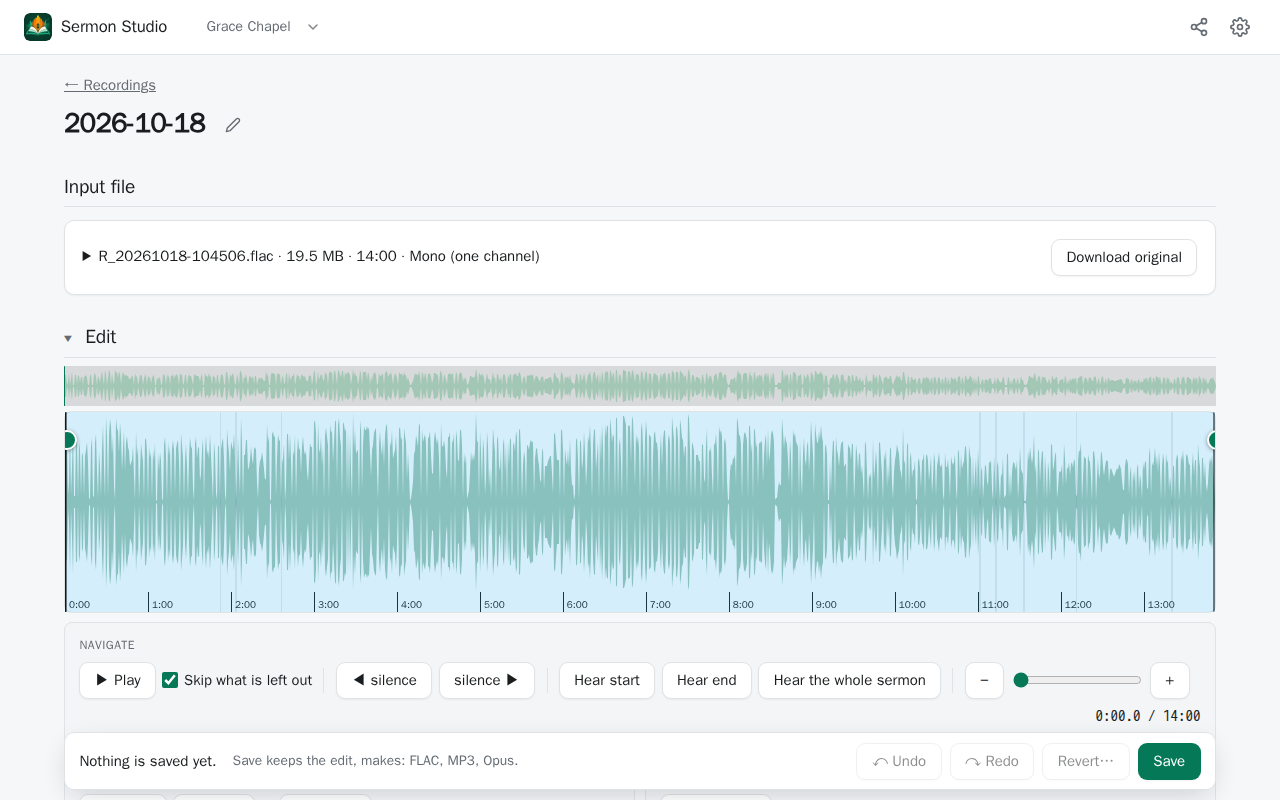 Sermon Studio
Grace Chapel
← Recordings
2026-10-18
Input file
▶ R_20261018-104506.flac · 19.5 MB · 14:00 · Mono (one channel)
Download original
▼ Edit
0:00 1:00 2:00 3:00 4:00 5:00 6:00 7:00 8:00 9:00 10:00 11:00 12:00 13:00
NAVIGATE
▶ Play
Skip what is left out
◀ silence
silence ▶
Hear start
Hear end
Hear the whole sermon
−
+
0:00.0 / 14:00
Nothing is saved yet.
Save keeps the edit, makes: FLAC, MP3, Opus.
Undo
Redo
Revert…
Save